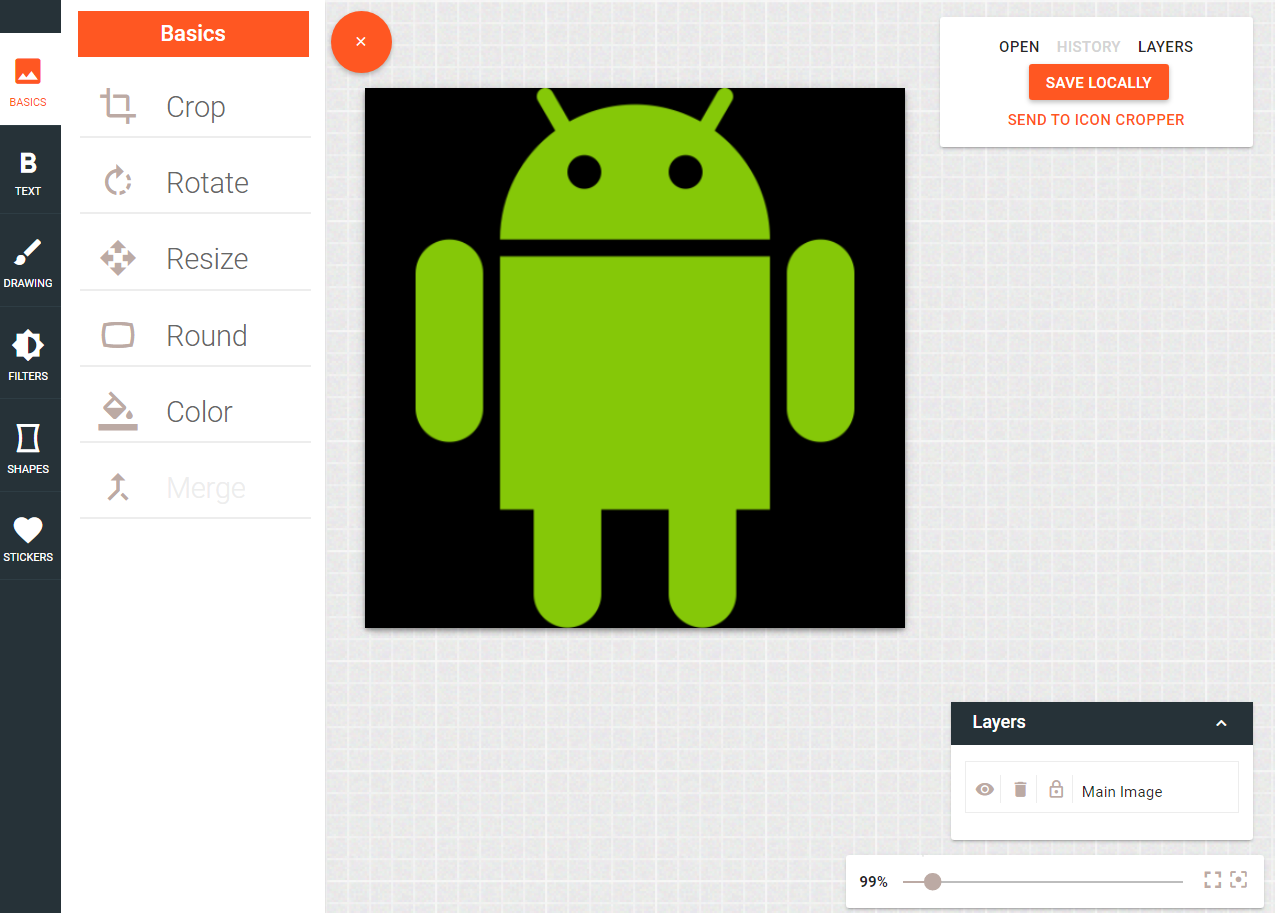 BASICS
TEXT
DRAWING
FILTERS
SHAPES
STICKERS
Basics
Crop
Rotate
Resize
Round
Color
Merge
OPEN HISTORY LAYERS
SAVE LOCALLY
SEND TO ICON CROPPER
Layers
Main Image
99%